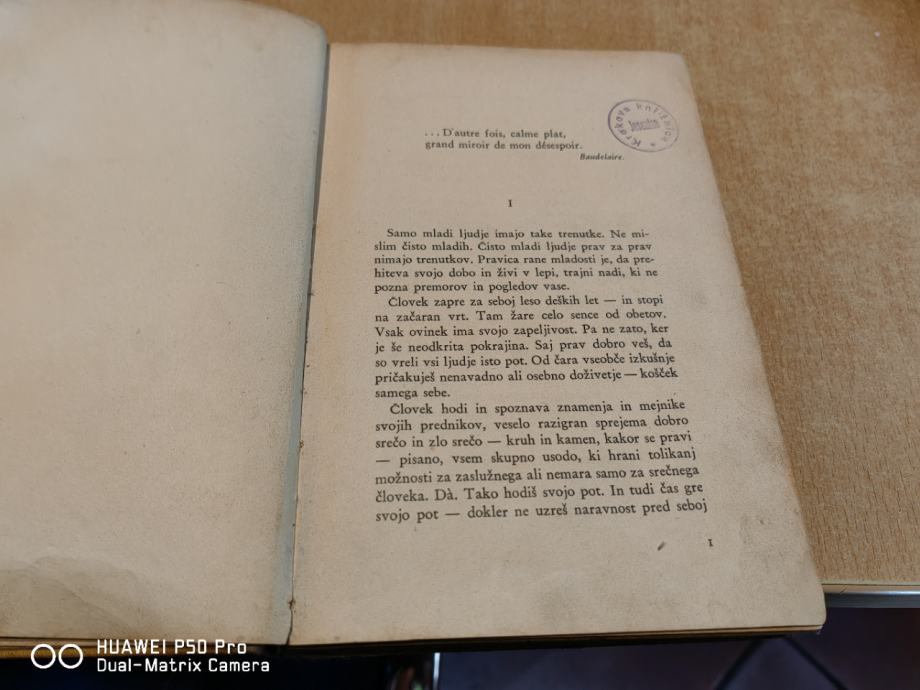 Krajevna knjižnica
Jesenice
... D'autre fois, calme plat,
grand miroir de mon désespoir.
Baudelaire.
I
Samo mladi ljudje imajo take trenutke. Ne mi-
slim čisto mladih. Čisto mladi ljudje prav za prav
nimajo trenutkov. Pravica rane mladosti je, da pre-
hiteva svojo dobo in živi v lepi, trajni nadi, ki ne
pozna premorov in pogledov vase.
Človek zapre za seboj leso deških let — in stopi
na začaran vrt. Tam žare celo sence od obetov.
Vsak ovinek ima svojo zapeljivost. Pa ne zato, ker
je še neodkrita pokrajina. Saj prav dobro veš, da
so vreli vsi ljudje isto pot. Od čara vseobče izkušnje
pričakuješ nenavadno ali osebno doživetje — košček
samega sebe.
Človek hodi in spoznava znamenja in mejnike
svojih prednikov, veselo razigran sprejema dobro
srečo in zlo srečo — kruh in kamen, kakor se pravi
— pisano, vsem skupno usodo, ki hrani tolikanj
možnosti za zaslužnega ali nemara samo za srečnega
človeka. Dà. Tako hodiš svojo pot. In tudi čas gre
svojo pot — dokler ne uzreš naravnost pred seboj
1
HUAWEI P50 Pro
Dual-Matrix Camera